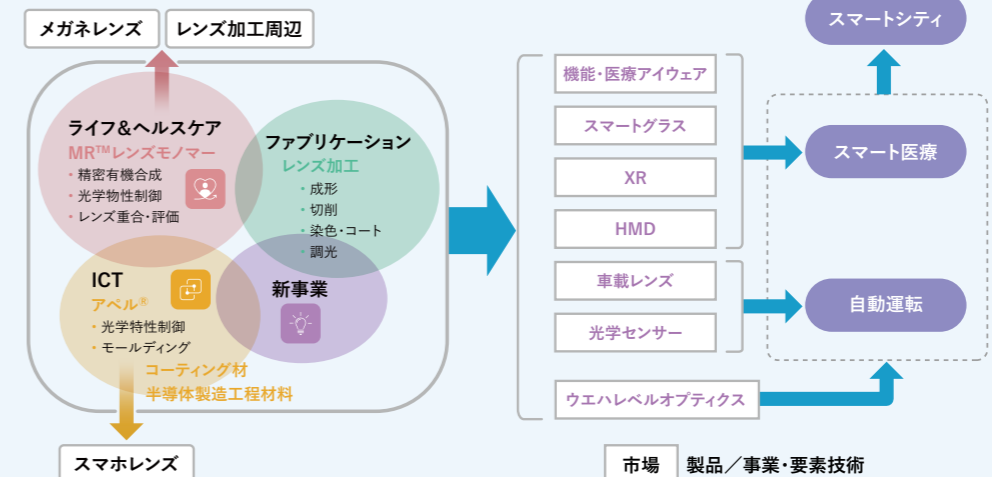 メガネレンズ
レンズ加工周辺
ライフ&ヘルスケア
MR™レンズモノマー
・精密有機合成
・光学物性制御
・レンズ重合・評価
ファブリケーション
レンズ加工
・成形
・切削
・染色・コート
・調光
ICT
アペル®
・光学特性制御
・モールディング
コーティング材
半導体製造工程材料
新事業
スマホレンズ
機能・医療アイウェア
スマートグラス
XR
HMD
車載レンズ
光学センサー
ウエハレベルオプティクス
スマートシティ
スマート医療
自動運転
市場 製品／事業・要素技術